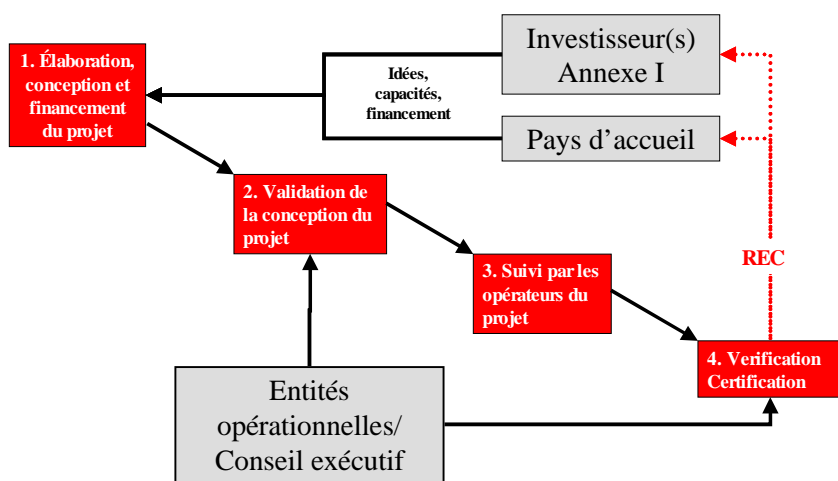 1. Élaboration,
conception et
financement
du projet
Idées,
capacités,
financement
Investisseur(s)
Annexe I
Pays d’accueil
2. Validation de
la conception du
projet
3. Suivi par les
opérateurs du
projet
REC
4. Verification
Certification
Entités
opérationnelles/
Conseil exécutif